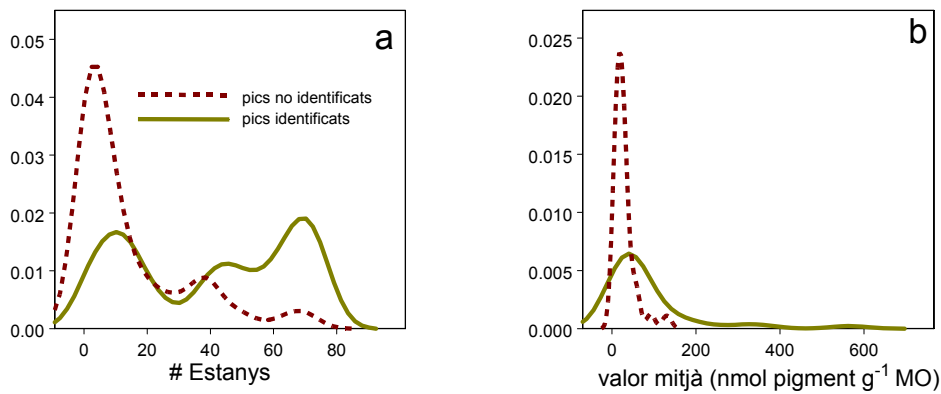 a
0.05
0.04
0.03
0.02
0.01
0.00
pics no identificats
pics identificats
0 20 40 60 80
# Estanys
b
0.025
0.020
0.015
0.010
0.005
0.000
0 200 400 600
valor mitjà (nmol pigment g⁻¹ MO)